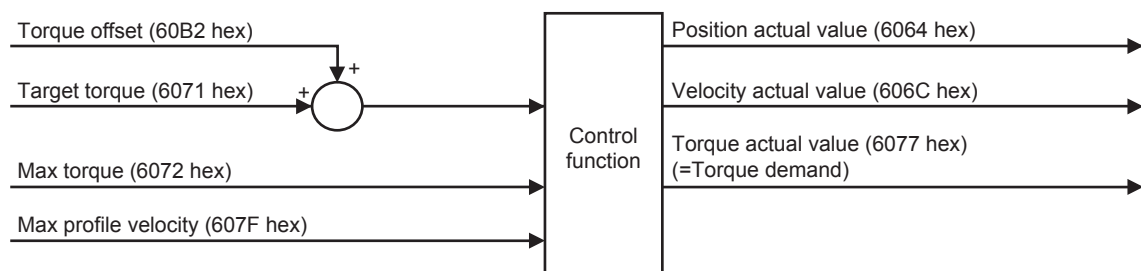 Torque offset (60B2 hex)
+
Target torque (6071 hex)
+
Max torque (6072 hex)
Max profile velocity (607F hex)
Control
function
Position actual value (6064 hex)
Velocity actual value (606C hex)
Torque actual value (6077 hex)
(=Torque demand)